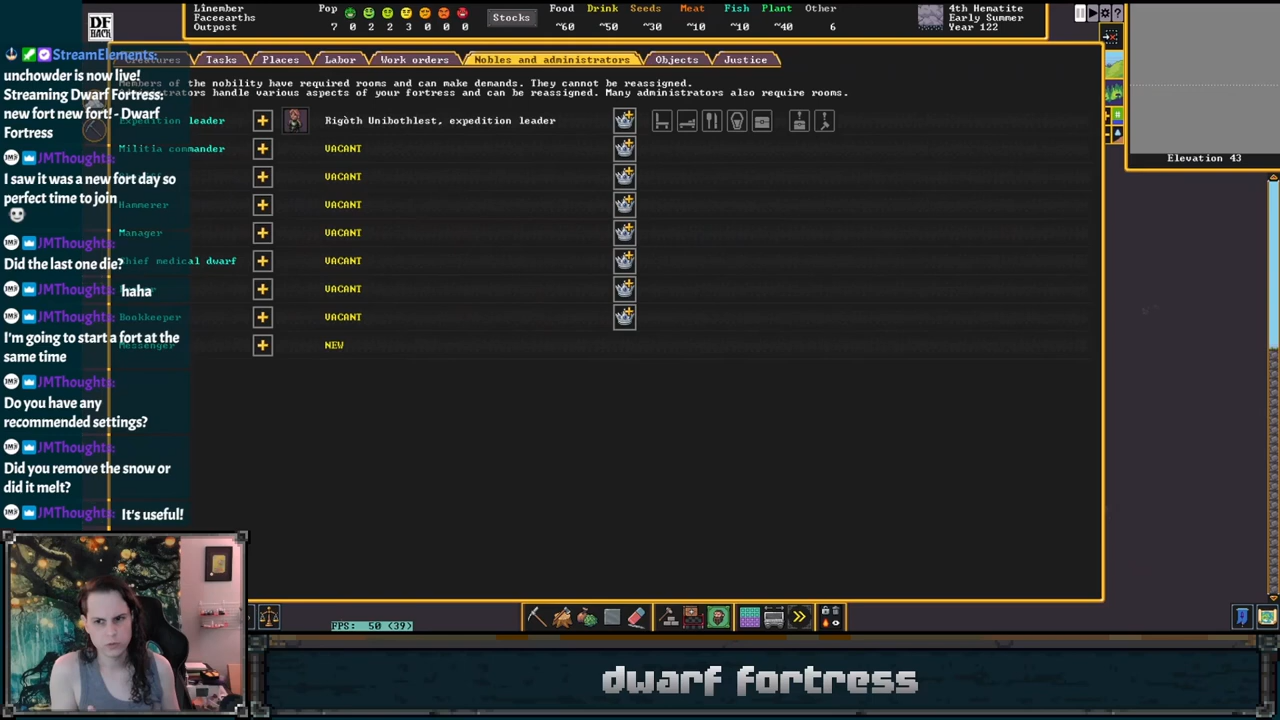 DF
HACK
Linember
Faceearths
Outpost
Pop
7 0 2 2 3 0 0 0
Stocks
Food Drink Seeds Meat Fish Plant Other
~60 ~50 ~30 ~10 ~10 ~40 6
4th Hematite
Early Summer
Year 122
Elevation 43
Creatures Tasks Places Labor Work orders Nobles and administrators Objects Justice
Members of the nobility have required rooms and can make demands. They cannot be reassigned.
handle various aspects of your fortress and can be reassigned. Many administrators also require rooms.
Expedition leader Rigòth Unibothlest, expedition leader
Militia commander VACANT
VACANT
Hammerer VACANT
Manager VACANT
Chief medical dwarf VACANT
VACANT
Bookkeeper VACANT
Messenger NEW
StreamElements:
unchowder is now live!
Streaming Dwarf Fortress:
new fort new fort! - Dwarf
Fortress
JMThoughts:
I saw it was a new fort day so
perfect time to join
JMThoughts:
Did the last one die?
JMThoughts: haha
JMThoughts:
I'm going to start a fort at the
same time
JMThoughts:
Do you have any
recommended settings?
JMThoughts:
Did you remove the snow or
did it melt?
JMThoughts: It's useful!
FPS: 50 (39)
dwarf fortress